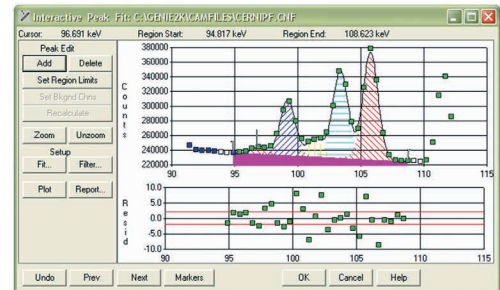 Interactive Peak Fit: C:\GENIE2K\CAMFILES\CERNIPF.CNF
Cursor: 96.691 keV Region Start: 94.817 keV Region End: 108.623 keV
Peak Edit
Add Delete
Set Region Limits
Set Bkgnd Chns
Recalculate
Zoom Unzoom
Setup
Fit... Filter...
Plot Report...
Counts
380000
360000
340000
320000
300000
280000
260000
240000
220000
90 95 100 105 110 115
Resid
10.0
5.0
0.0
-5.0
-10.0
90 95 100 105 110 115
Undo Prev Next Markers OK Cancel Help